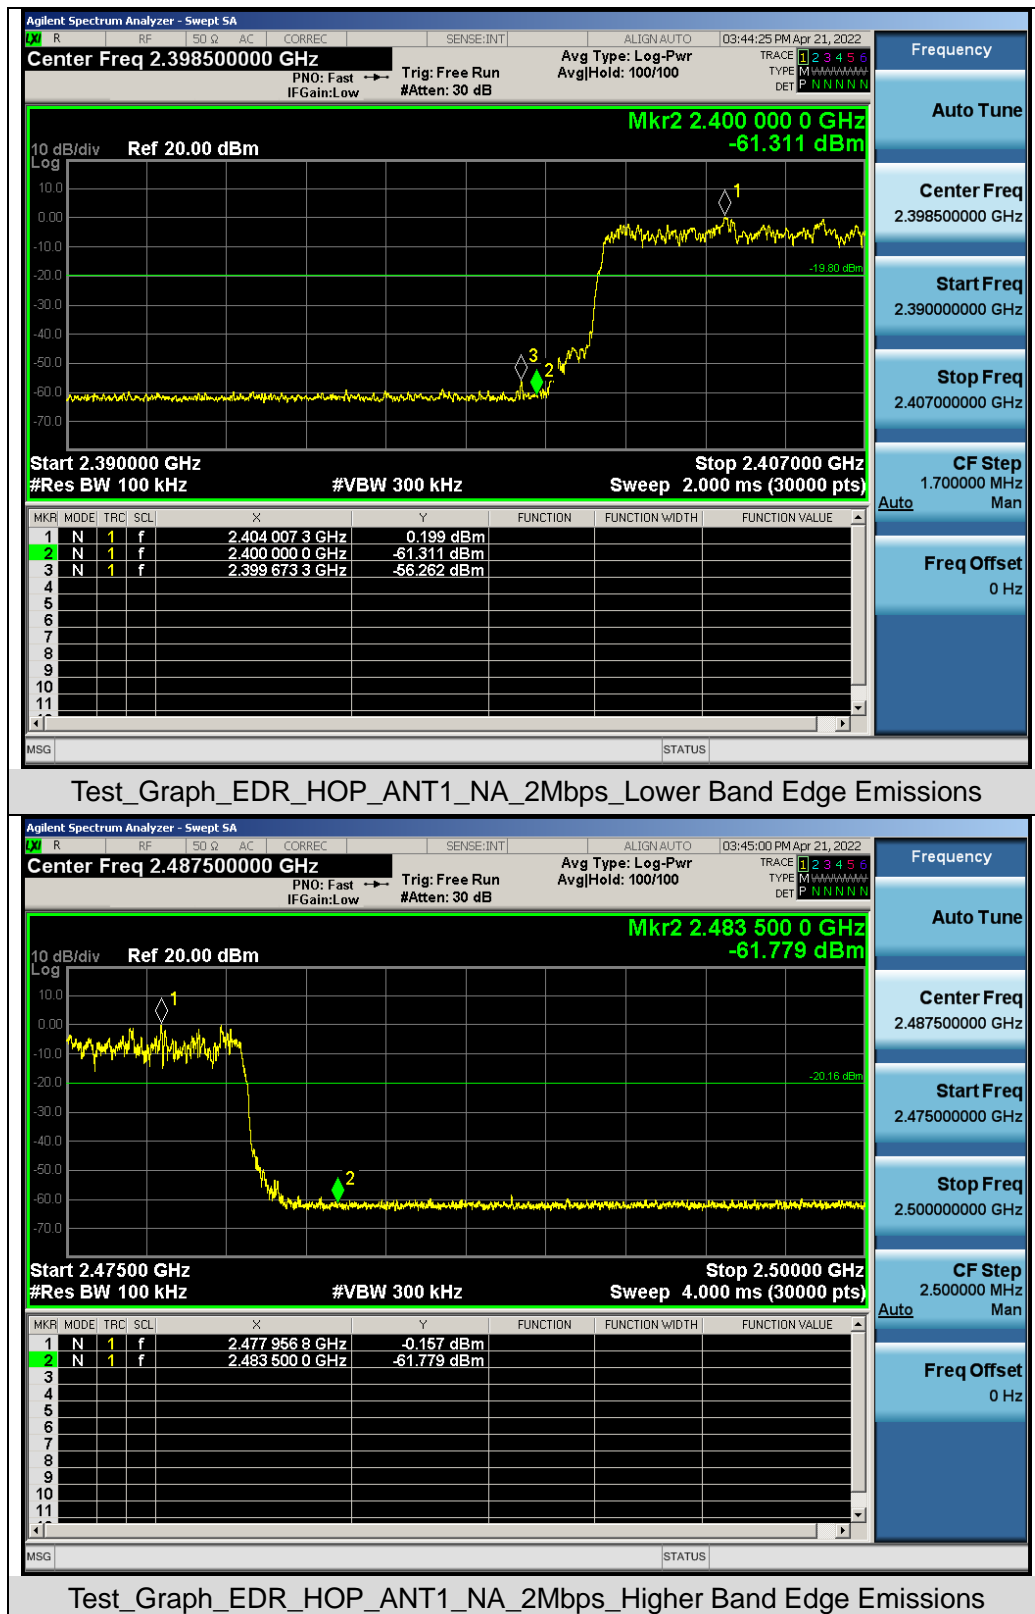 Agilent Spectrum Analyzer - Swept SA
LXI R RF 50 Ω AC CORREC SENSE:INT ALIGN AUTO 03:44:25 PM Apr 21, 2022
Center Freq 2.398500000 GHz
PNO: Fast
IFGain:Low
Trig: Free Run
#Atten: 30 dB
Avg Type: Log-Pwr
Avg|Hold: 100/100
TRACE 1 2 3 4 5 6
TYPE M
DET P N N N N N
Mkr2 2.400 000 0 GHz
-61.311 dBm
10 dB/div
Log
Ref 20.00 dBm
10.0
0.00
-10.0
-20.0
-30.0
-40.0
-50.0
-60.0
-70.0
1
-19.80 dBm
3
2
Start 2.390000 GHz
Stop 2.407000 GHz
#Res BW 100 kHz
#VBW 300 kHz
Sweep 2.000 ms (30000 pts)
MKR MODE TRC SCL X Y FUNCTION FUNCTION WIDTH FUNCTION VALUE
1 N 1 f 2.404 007 3 GHz 0.199 dBm
2 N 1 f 2.400 000 0 GHz -61.311 dBm
3 N 1 f 2.399 673 3 GHz -56.262 dBm
4
5
6
7
8
9
10
11
MSG
STATUS
Frequency
Auto Tune
Center Freq
2.398500000 GHz
Start Freq
2.390000000 GHz
Stop Freq
2.407000000 GHz
CF Step
1.700000 MHz
Auto Man
Freq Offset
0 Hz
Test_Graph_EDR_HOP_ANT1_NA_2Mbps_Lower Band Edge Emissions
Agilent Spectrum Analyzer - Swept SA
LXI R RF 50 Ω AC CORREC SENSE:INT ALIGN AUTO 03:45:00 PM Apr 21, 2022
Center Freq 2.487500000 GHz
PNO: Fast
IFGain:Low
Trig: Free Run
#Atten: 30 dB
Avg Type: Log-Pwr
Avg|Hold: 100/100
TRACE 1 2 3 4 5 6
TYPE M
DET P N N N N N
Mkr2 2.483 500 0 GHz
-61.779 dBm
10 dB/div
Log
Ref 20.00 dBm
10.0
0.00
-10.0
-20.0
-30.0
-40.0
-50.0
-60.0
-70.0
1
-20.16 dBm
2
Start 2.47500 GHz
Stop 2.50000 GHz
#Res BW 100 kHz
#VBW 300 kHz
Sweep 4.000 ms (30000 pts)
MKR MODE TRC SCL X Y FUNCTION FUNCTION WIDTH FUNCTION VALUE
1 N 1 f 2.477 956 8 GHz -0.157 dBm
2 N 1 f 2.483 500 0 GHz -61.779 dBm
3
4
5
6
7
8
9
10
11
MSG
STATUS
Frequency
Auto Tune
Center Freq
2.487500000 GHz
Start Freq
2.475000000 GHz
Stop Freq
2.500000000 GHz
CF Step
2.500000 MHz
Auto Man
Freq Offset
0 Hz
Test_Graph_EDR_HOP_ANT1_NA_2Mbps_Higher Band Edge Emissions